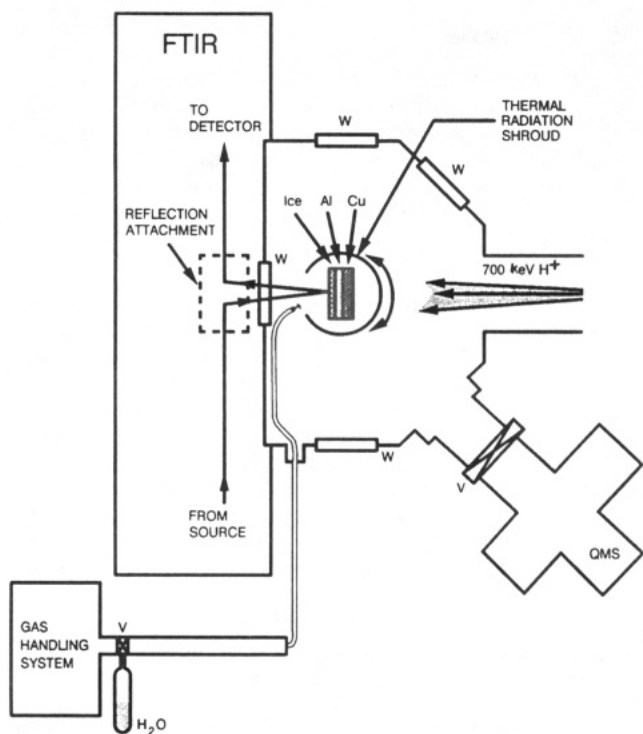 FTIR
TO
DETECTOR
W
W
THERMAL
RADIATION
SHROUD
REFLECTION
ATTACHMENT
Ice Al Cu
W
700 keV H+
FROM
SOURCE
W
V
QMS
GAS
HANDLING
SYSTEM
V
H2O